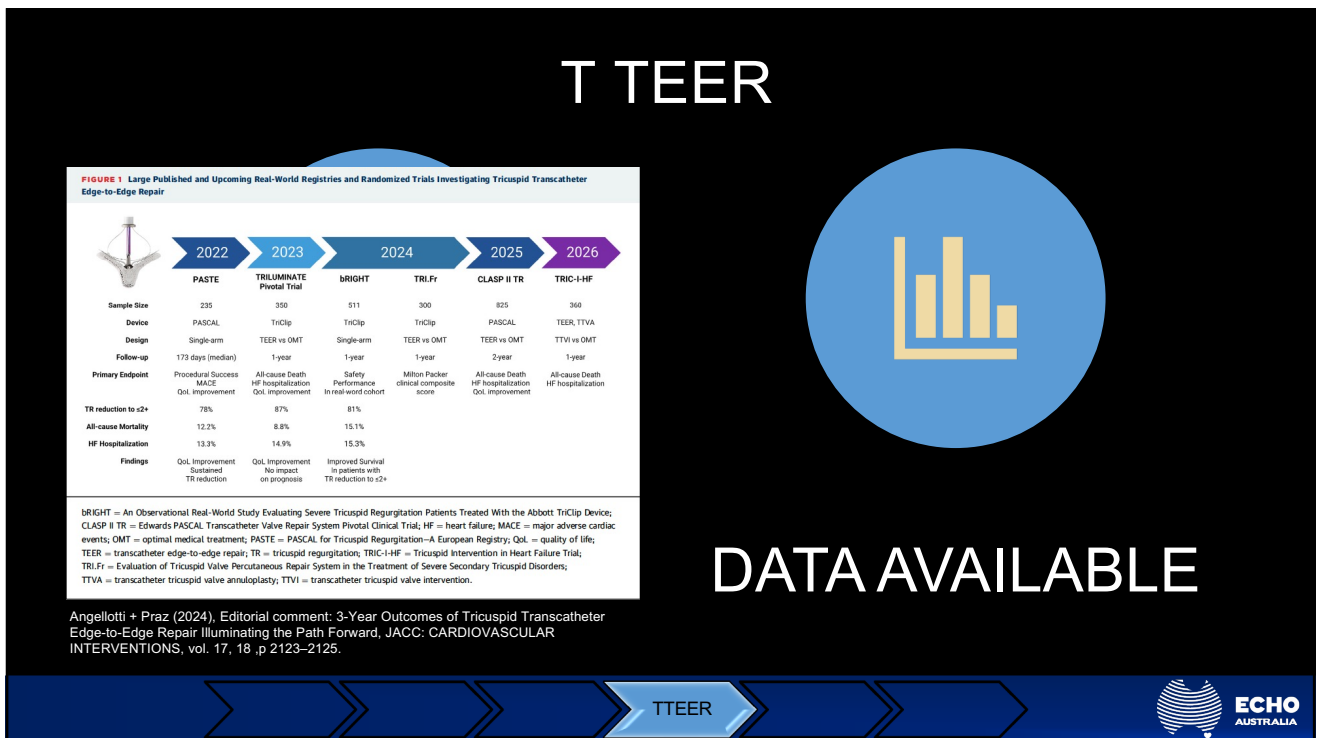 T TEER
FIGURE 1 Large Published and Upcoming Real-World Registries and Randomized Trials Investigating Tricuspid Transcatheter
Edge-to-Edge Repair
2022 2023 2024 2025 2026
PASTE TRILUMINATE Pivotal Trial bRIGHT TRI.Fr CLASP II TR TRIC-I-HF
Sample Size 235 350 511 300 825 360
Device PASCAL TriClip TriClip TriClip PASCAL TEER, TTVA
Design Single-arm TEER vs OMT Single-arm TEER vs OMT TEER vs OMT TTVI vs OMT
Follow-up 173 days (median) 1-year 1-year 1-year 2-year 1-year
Primary Endpoint Procedural Success All-cause Death Safety Milton Packer All-cause Death All-cause Death
MACE HF hospitalization Performance clinical composite HF hospitalization HF hospitalization
QoL improvement QoL improvement In real-word cohort score QoL improvement
TR reduction to ≤2+ 78% 87% 81%
All-cause Mortality 12.2% 8.8% 15.1%
HF Hospitalization 13.3% 14.9% 15.3%
Findings QoL Improvement QoL Improvement Improved Survival
Sustained No impact In patients with
TR reduction on prognosis TR reduction to ≤2+
bRIGHT = An Observational Real-World Study Evaluating Severe Tricuspid Regurgitation Patients Treated With the Abbott TriClip Device;
CLASP II TR = Edwards PASCAL Transcatheter Valve Repair System Pivotal Clinical Trial; HF = heart failure; MACE = major adverse cardiac
events; OMT = optimal medical treatment; PASTE = PASCAL for Tricuspid Regurgitation—A European Registry; QoL = quality of life;
TEER = transcatheter edge-to-edge repair; TR = tricuspid regurgitation; TRIC-I-HF = Tricuspid Intervention in Heart Failure Trial;
TRI.Fr = Evaluation of Tricuspid Valve Percutaneous Repair System in the Treatment of Severe Secondary Tricuspid Disorders;
TTVA = transcatheter tricuspid valve annuloplasty; TTVI = transcatheter tricuspid valve intervention.
Angellotti + Praz (2024), Editorial comment: 3-Year Outcomes of Tricuspid Transcatheter
Edge-to-Edge Repair Illuminating the Path Forward, JACC: CARDIOVASCULAR
INTERVENTIONS, vol. 17, 18 ,p 2123–2125.
DATA AVAILABLE
TTEER
ECHO
AUSTRALIA